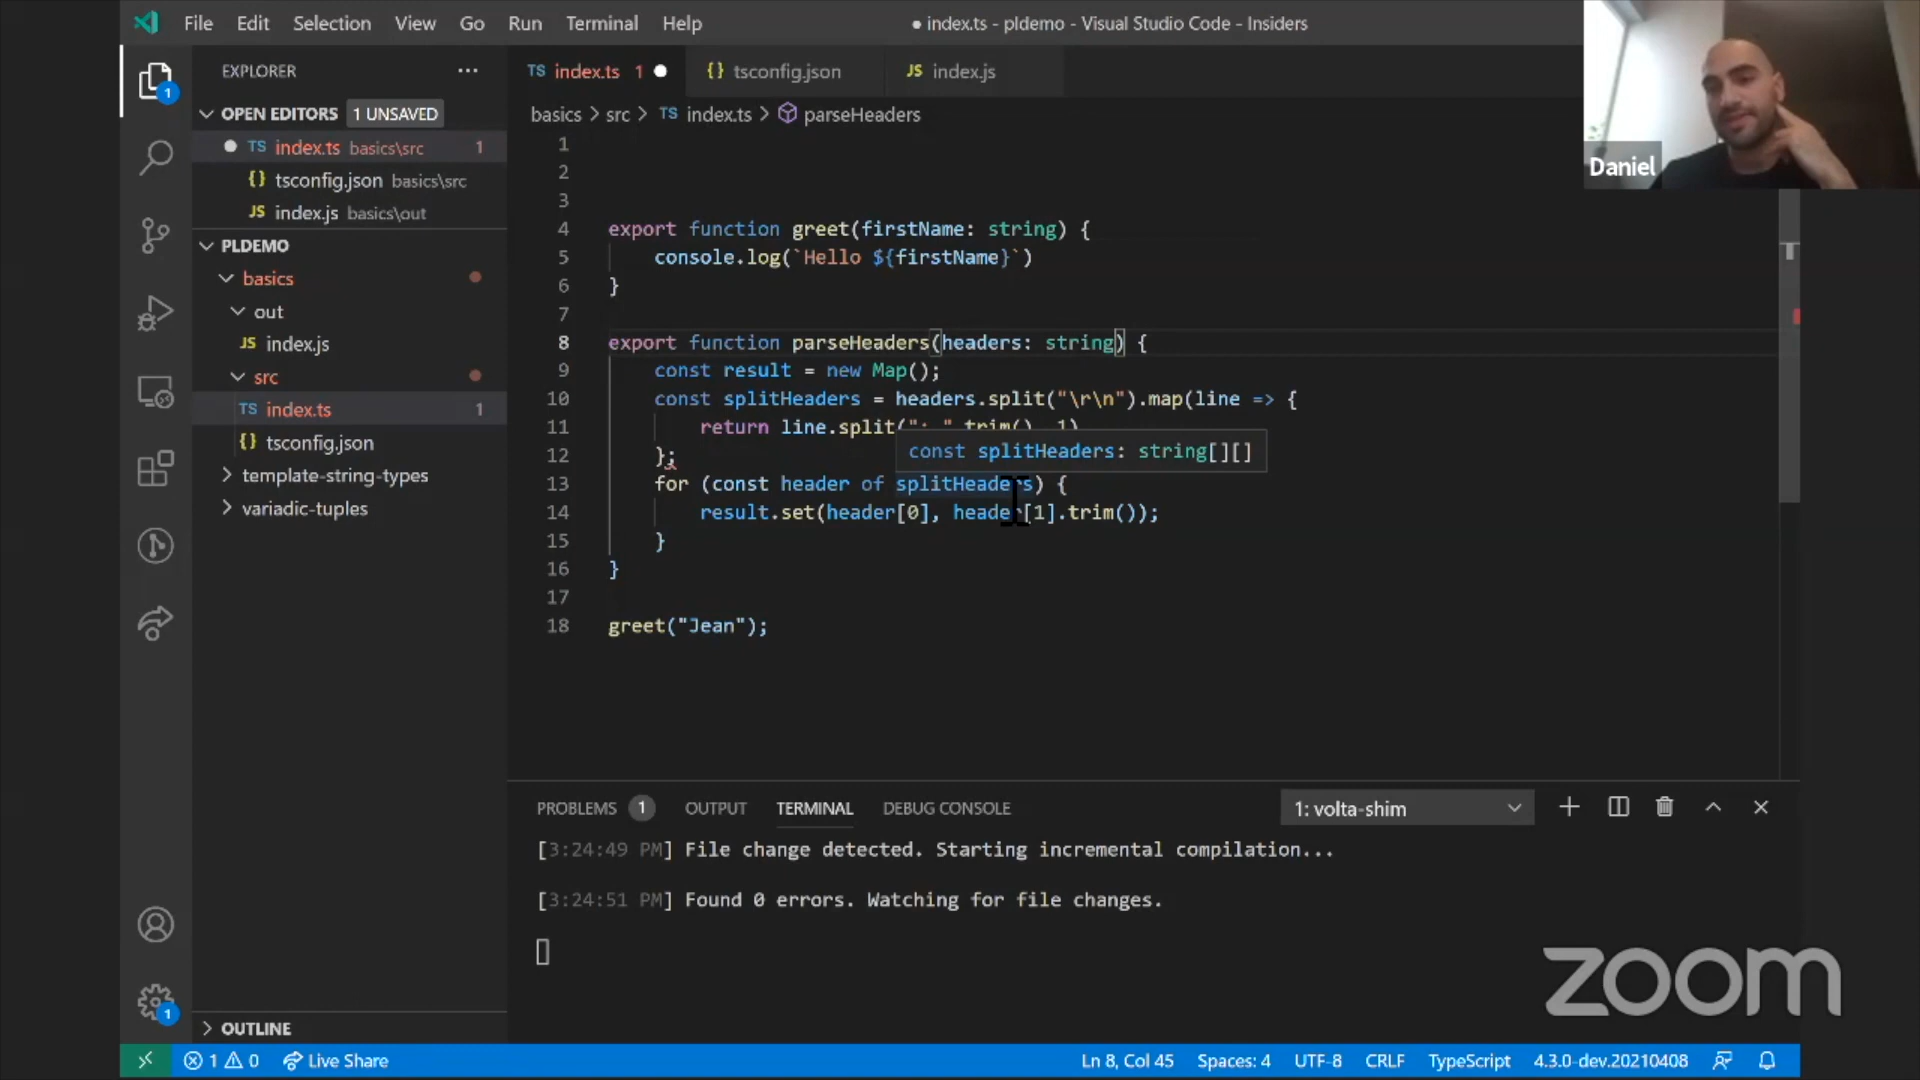 File Edit Selection View Go Run Terminal Help
● index.ts - pldemo - Visual Studio Code - Insiders
EXPLORER ...
TS index.ts 1 ●
{} tsconfig.json
JS index.js
OPEN EDITORS 1 UNSAVED
basics > src > TS index.ts > parseHeaders
TS index.ts basics\src 1
{} tsconfig.json basics\src
JS index.js basics\out
PLDEMO
basics
out
JS index.js
src
TS index.ts 1
{} tsconfig.json
template-string-types
variadic-tuples
OUTLINE
Daniel
1
2
3
4 export function greet(firstName: string) {
5 console.log(`Hello ${firstName}`)
6 }
7
8 export function parseHeaders(headers: string) {
9 const result = new Map();
10 const splitHeaders = headers.split("\r\n").map(line => {
11 return line.split(": ".trim(), 1)
12 };
const splitHeaders: string[][]
13 for (const header of splitHeaders) {
14 result.set(header[0], header[1].trim());
15 }
16 }
17
18 greet("Jean");
PROBLEMS 1 OUTPUT TERMINAL DEBUG CONSOLE
1: volta-shim
[3:24:49 PM] File change detected. Starting incremental compilation...
[3:24:51 PM] Found 0 errors. Watching for file changes.
zoom
1
1
1 0 Live Share
Ln 8, Col 45 Spaces: 4 UTF-8 CRLF TypeScript 4.3.0-dev.20210408